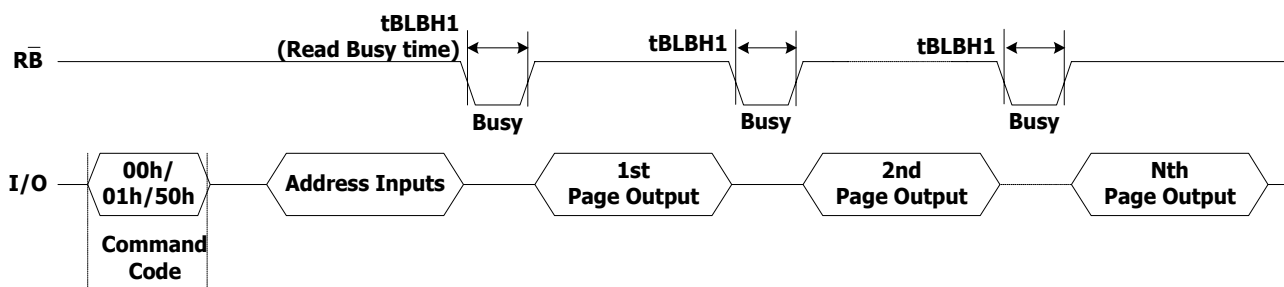 tBLBH1
(Read Busy time)
tBLBH1
tBLBH1
RB̅
Busy
Busy
Busy
I/O
00h/
01h/50h
Address Inputs
1st
Page Output
2nd
Page Output
Nth
Page Output
Command
Code